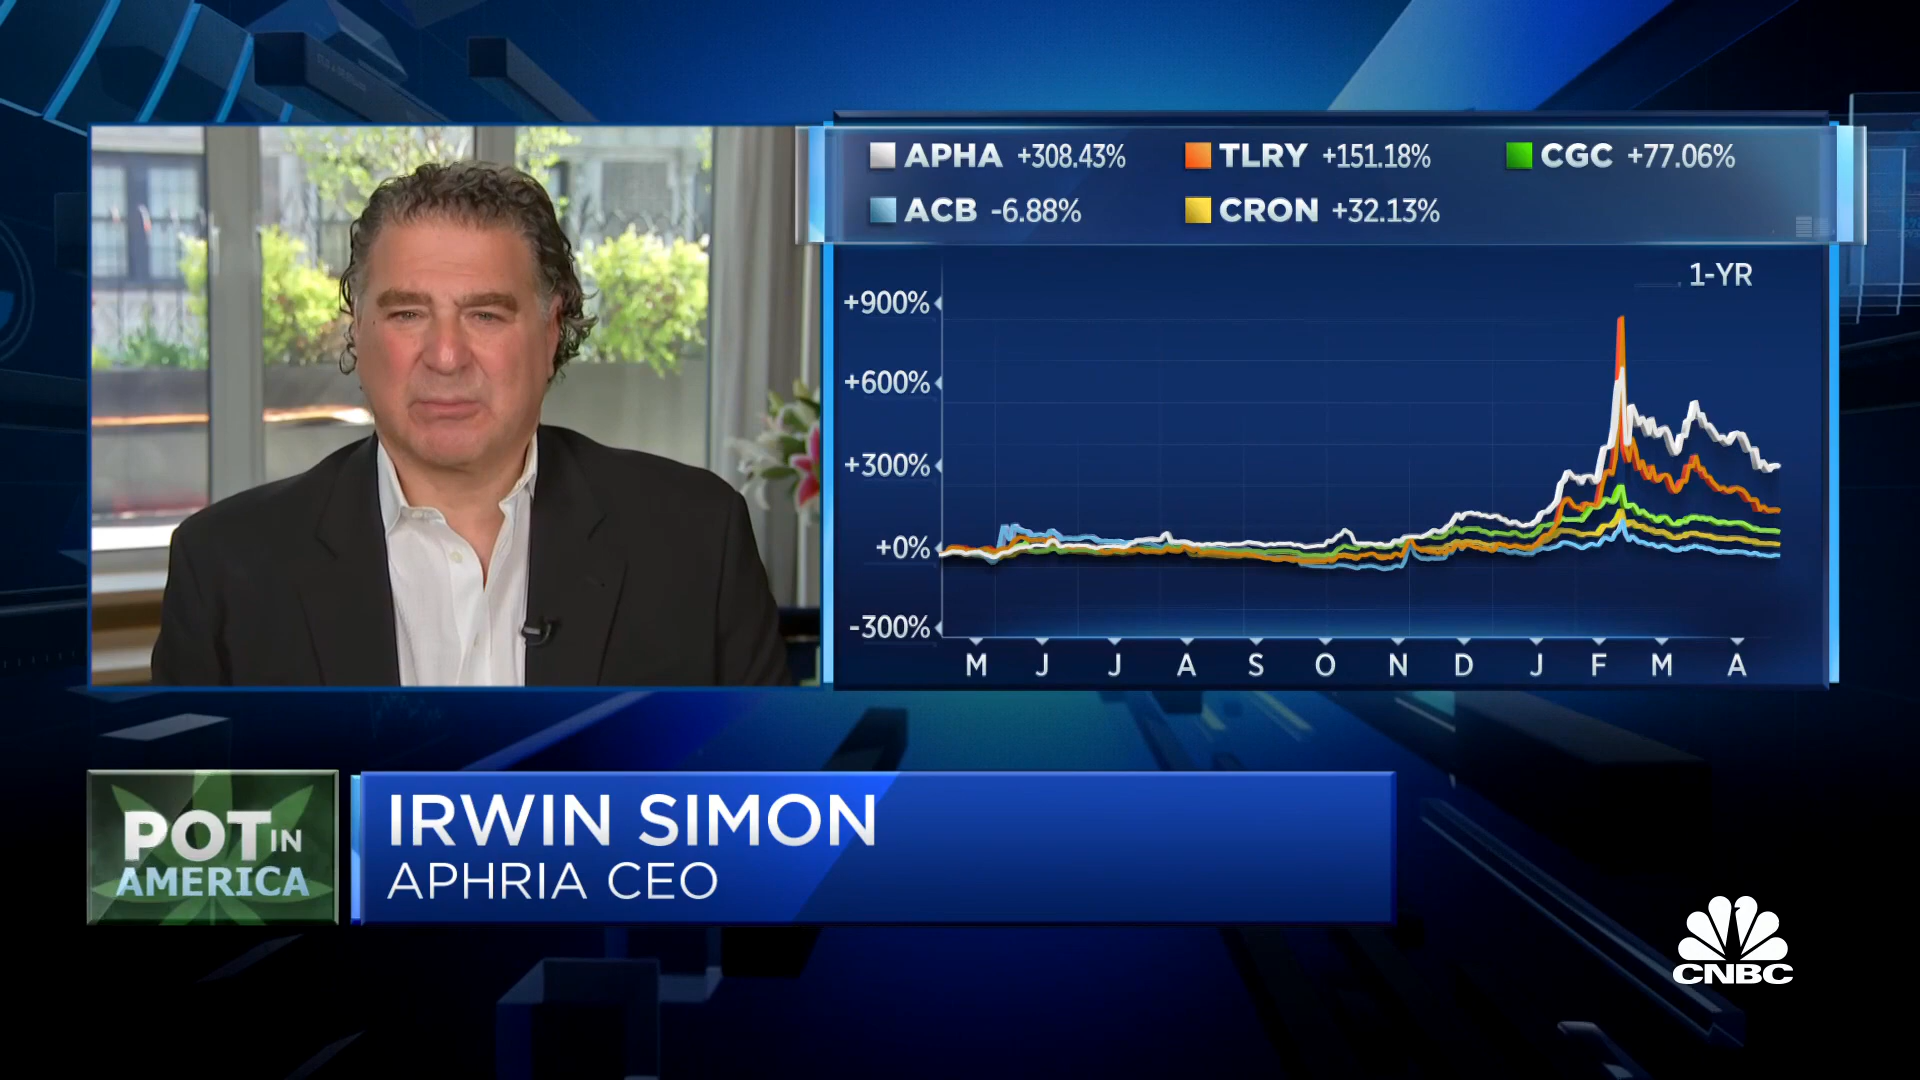 APHA +308.43% TLRY +151.18% CGC +77.06%
ACB -6.88% CRON +32.13%
1-YR
+900%
+600%
+300%
+0%
-300%
M J J A S O N D J F M A
POT IN
AMERICA
IRWIN SIMON
APHRIA CEO
CNBC